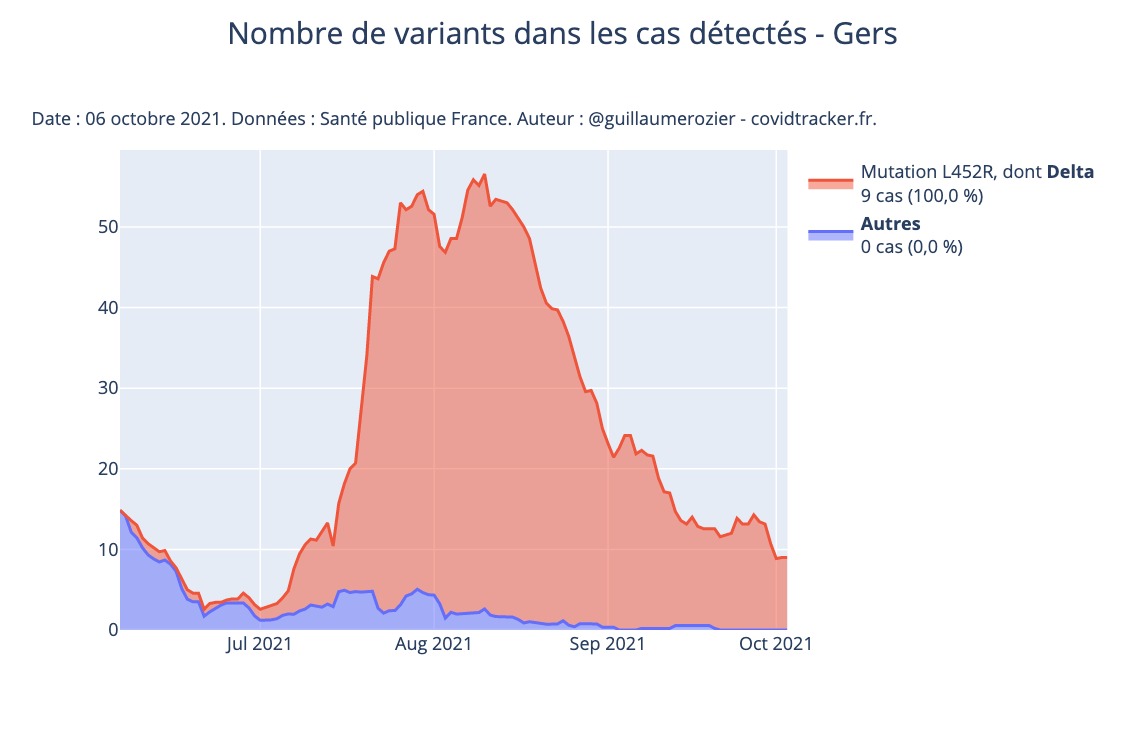 Nombre de variants dans les cas détectés - Gers
Date : 06 octobre 2021. Données : Santé publique France. Auteur : @guillaumerozier - covidtracker.fr.
Mutation L452R, dont Delta
9 cas (100,0 %)
Autres
0 cas (0,0 %)
50
40
30
20
10
0
Jul 2021
Aug 2021
Sep 2021
Oct 2021